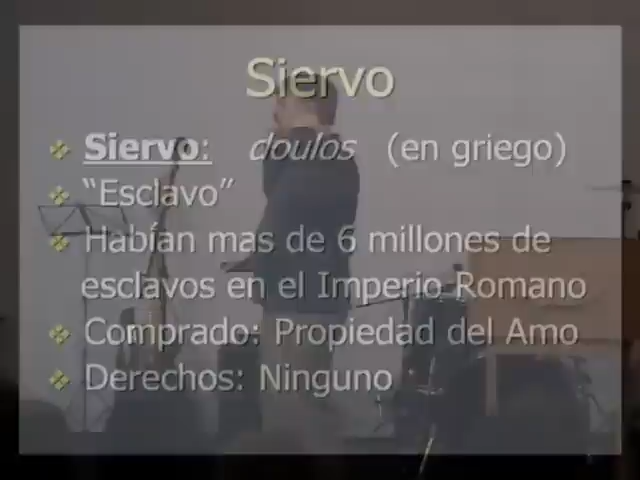 Siervo
Siervo: doulos (en griego)
“Esclavo”
Habían mas de 6 millones de
esclavos en el Imperio Romano
Comprado: Propiedad del Amo
Derechos: Ninguno